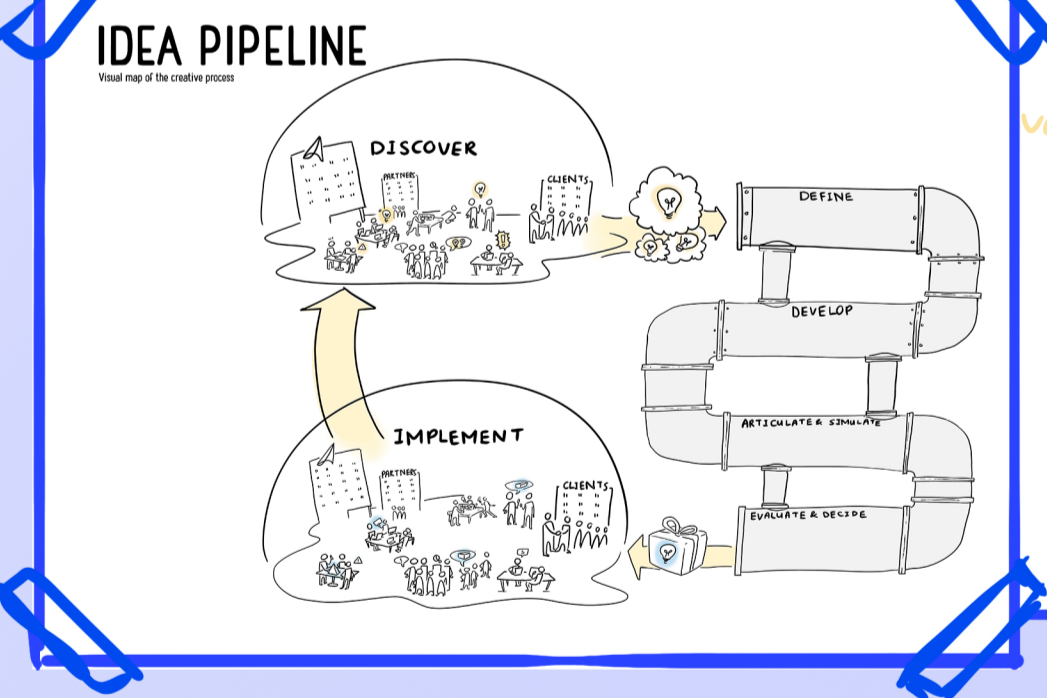 IDEA PIPELINE
Visual map of the creative process
DISCOVER
PARTNERS
CLIENTS
DEFINE
DEVELOP
ARTICULATE & SIMULATE
EVALUATE & DECIDE
IMPLEMENT
PARTNERS
CLIENTS